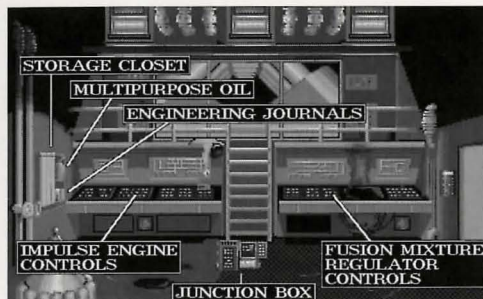 STORAGE CLOSET
MULTIPURPOSE OIL
ENGINEERING JOURNALS
IMPULSE ENGINE
CONTROLS
FUSION MIXTURE
REGULATOR
CONTROLS
JUNCTION BOX